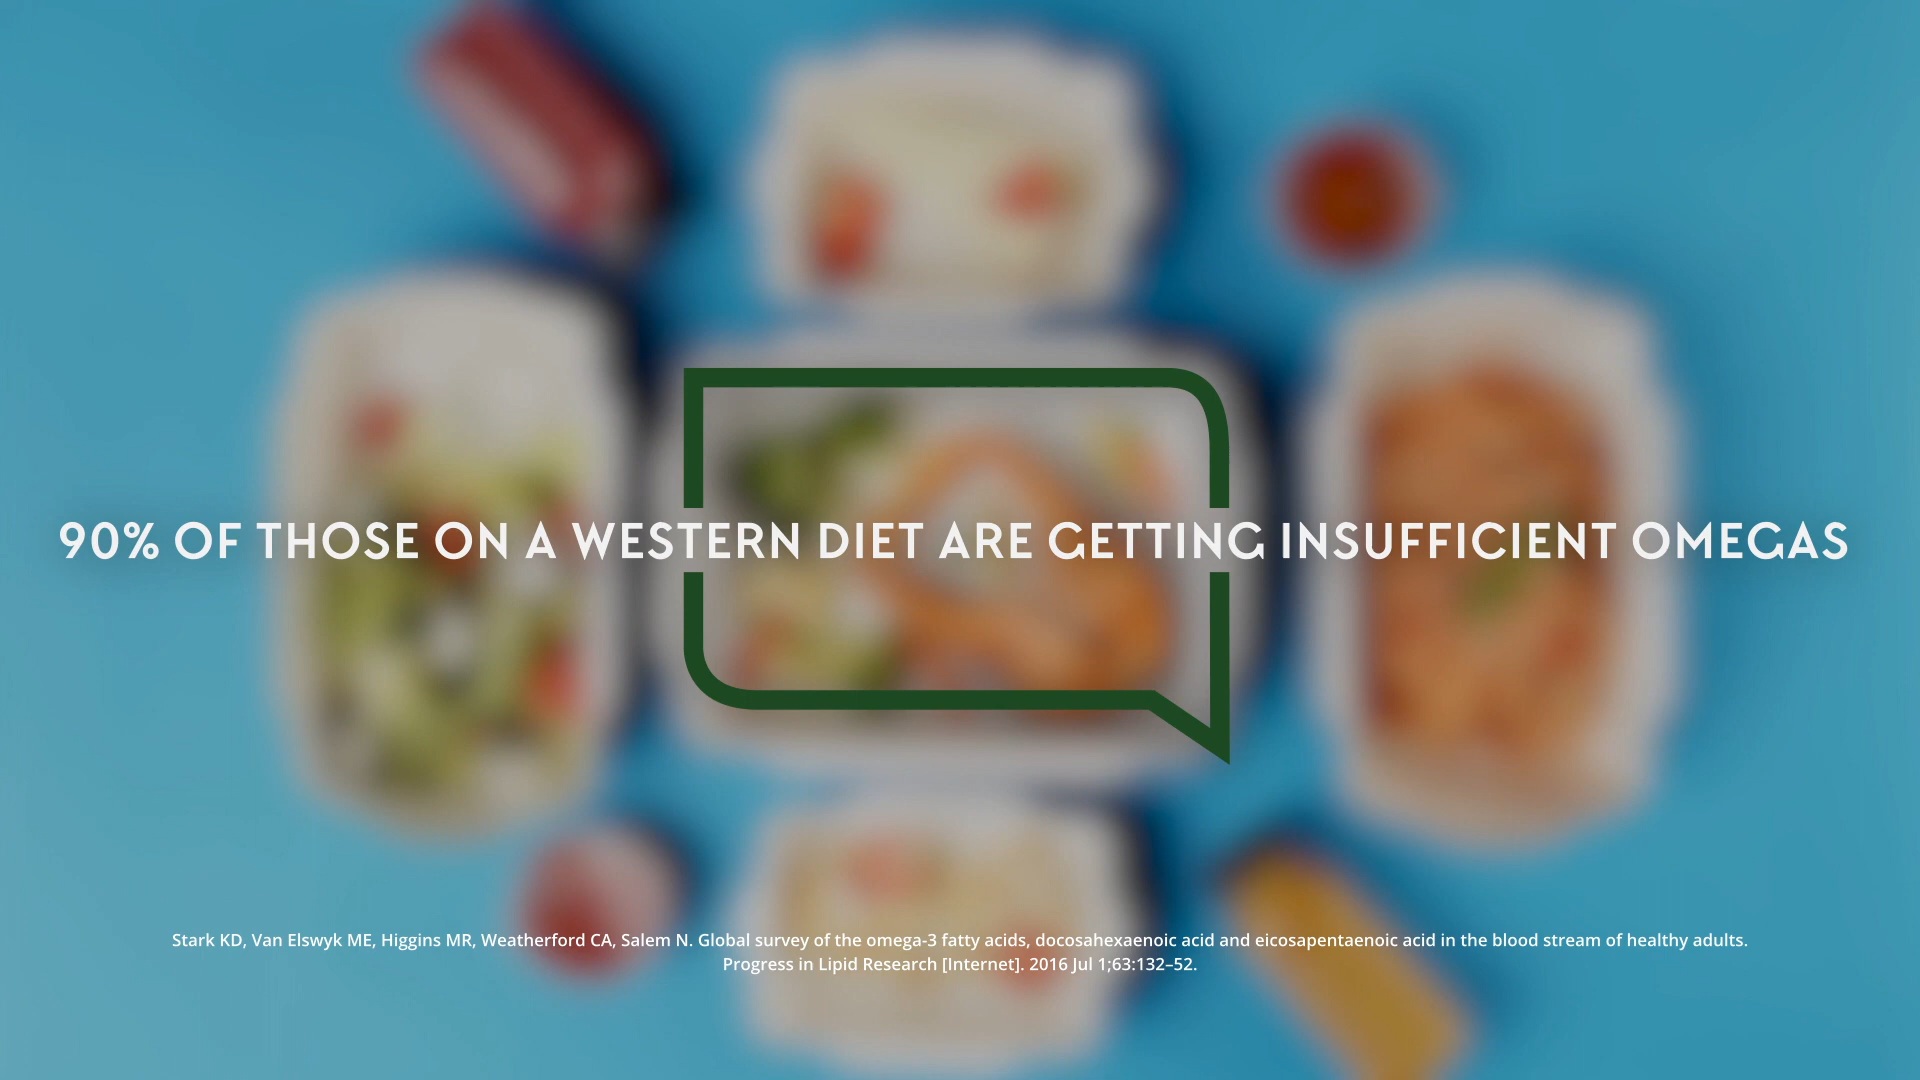 90% OF THOSE ON A WESTERN DIET ARE GETTING INSUFFICIENT OMEGAS
Stark KD, Van Elswyk ME, Higgins MR, Weatherford CA, Salem N. Global survey of the omega-3 fatty acids, docosahexaenoic acid and eicosapentaenoic acid in the blood stream of healthy adults.
Progress in Lipid Research [Internet]. 2016 Jul 1;63:132–52.